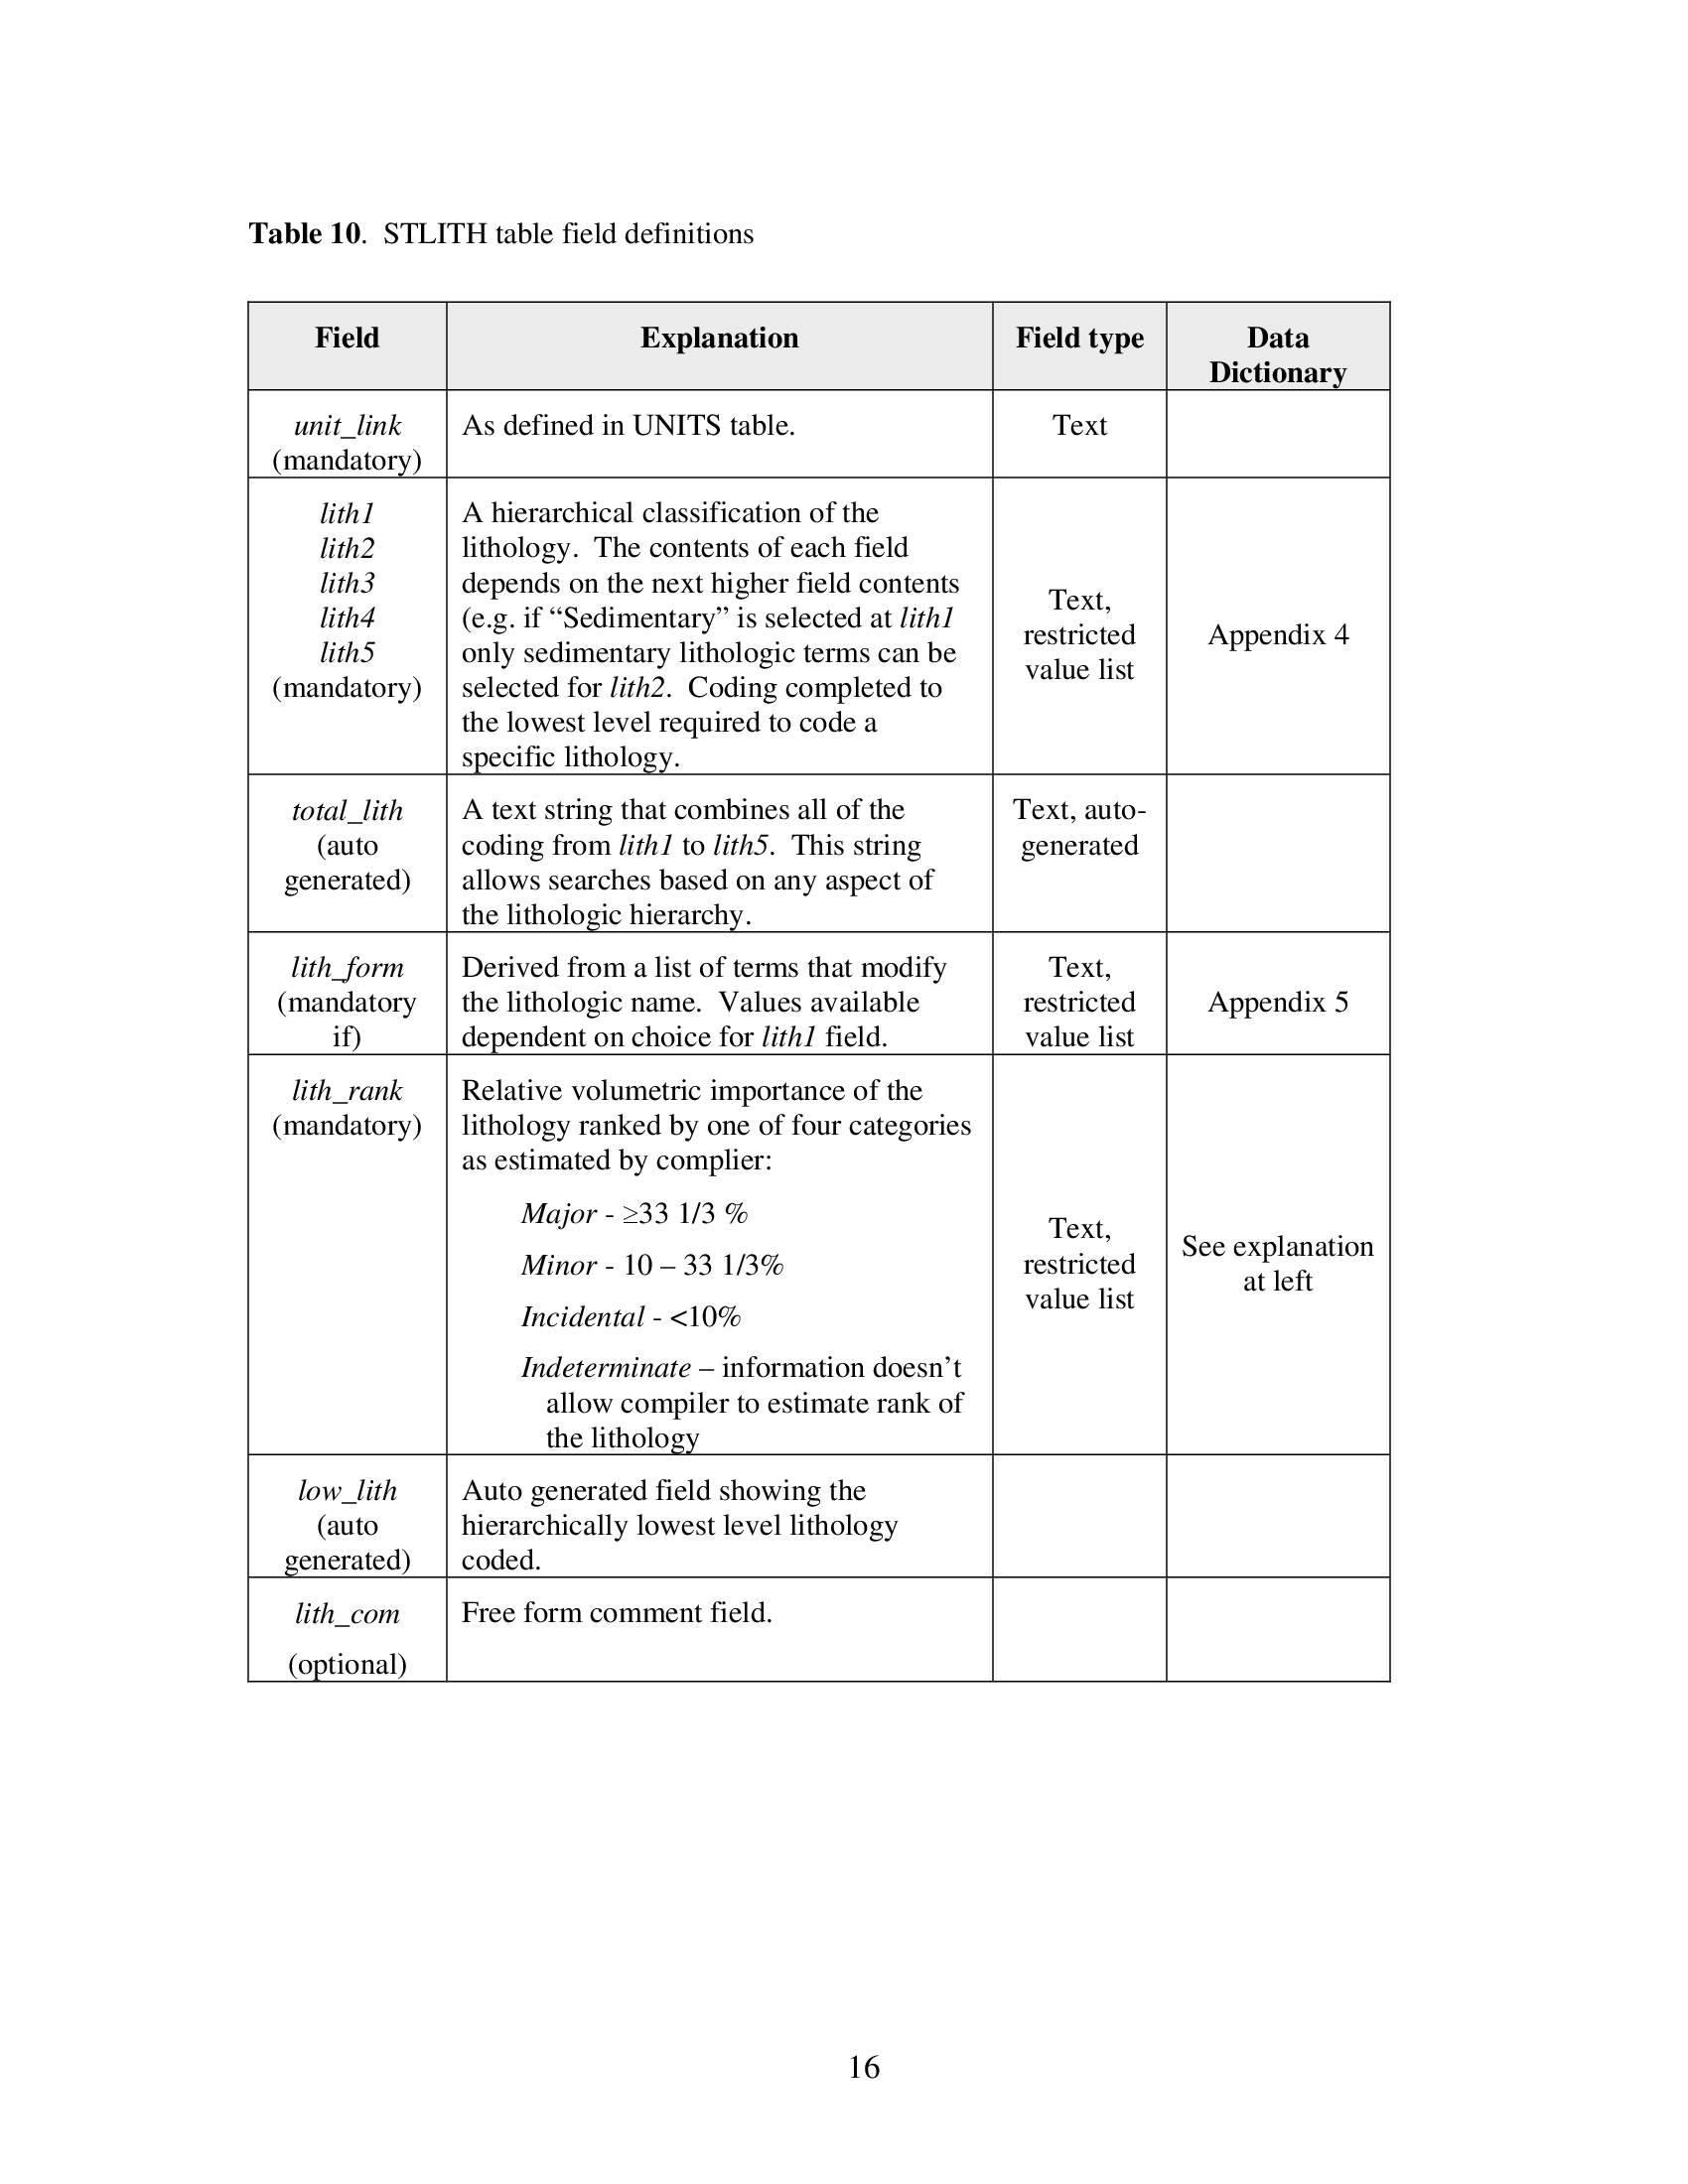 Table 10.  STLITH table field definitions
Field
Explanation
Field type
Data
Dictionary
unit_link
(mandatory)
As defined in UNITS table.
Text
lith1
lith2
lith3
lith4
lith5
(mandatory)
A hierarchical classification of the
lithology.  The contents of each field
depends on the next higher field contents
(e.g. if “Sedimentary” is selected at lith1
only sedimentary lithologic terms can be
selected for lith2.  Coding completed to
the lowest level required to code a
specific lithology.
Text,
restricted
value list
Appendix 4
total_lith
(auto
generated)
A text string that combines all of the
coding from lith1 to lith5.  This string
allows searches based on any aspect of
the lithologic hierarchy.
Text, auto-
generated
lith_form
(mandatory
if)
Derived from a list of terms that modify
the lithologic name.  Values available
dependent on choice for lith1 field.
Text,
restricted
value list
Appendix 5
lith_rank
(mandatory)
Relative volumetric importance of the
lithology ranked by one of four categories
as estimated by complier:
Major - ≥33 1/3 %
Minor - 10 – 33 1/3%
Incidental - <10%
Indeterminate – information doesn’t
allow compiler to estimate rank of
the lithology
Text,
restricted
value list
See explanation
at left
low_lith
(auto
generated)
Auto generated field showing the
hierarchically lowest level lithology
coded.
lith_com
(optional)
Free form comment field.
16